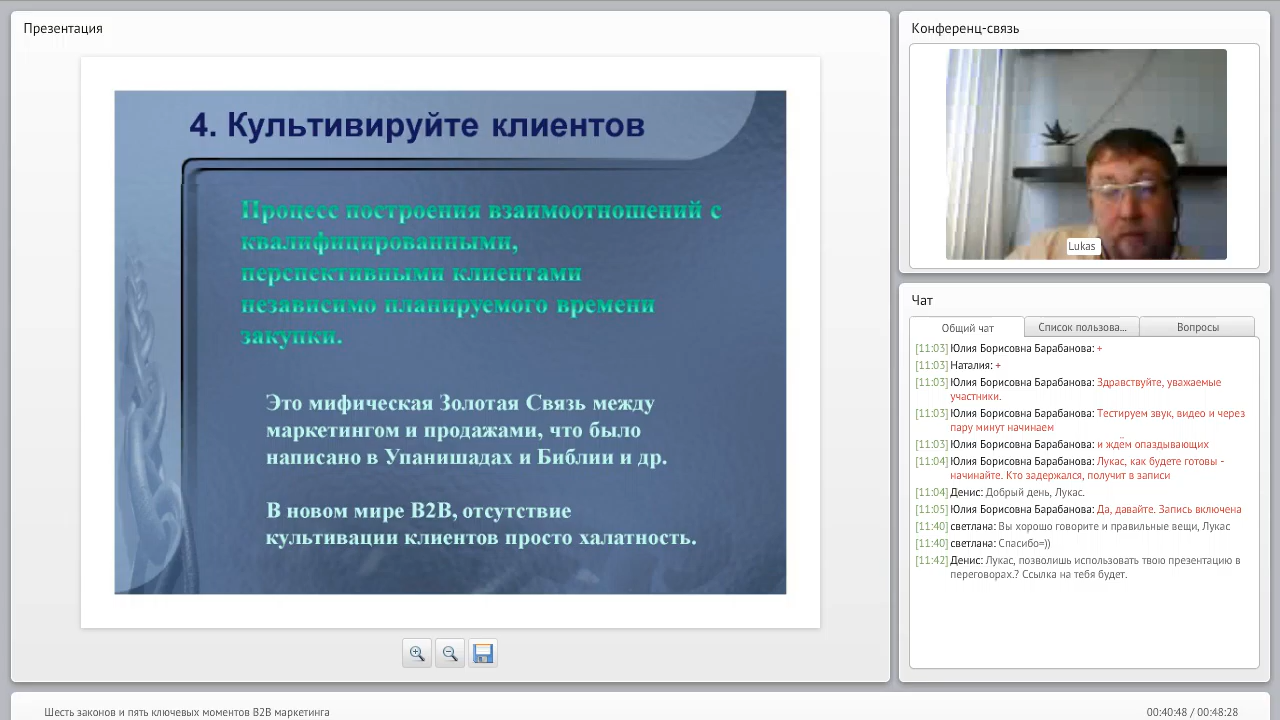 Презентация
4. Культивируйте клиентов
Процесс построения взаимоотношений с
квалифицированными,
перспективными клиентами
независимо планируемого времени
закупки.
Это мифическая Золотая Связь между
маркетингом и продажами, что было
написано в Упанишадах и Библии и др.
В новом мире B2B, отсутствие
культивации клиентов просто халатность.
Конференц-связь
Lukas
Чат
Общий чат
Список пользова...
Вопросы
[11:03] Юлия Борисовна Барабанова: +
[11:03] Наталия: +
[11:03] Юлия Борисовна Барабанова: Здравствуйте, уважаемые
участники.
[11:03] Юлия Борисовна Барабанова: Тестируем звук, видео и через
пару минут начинаем
[11:03] Юлия Борисовна Барабанова: и ждём опаздывающих
[11:04] Юлия Борисовна Барабанова: Лукас, как будете готовы -
начинайте. Кто задержался, получит в записи
[11:04] Денис: Добрый день, Лукас.
[11:05] Юлия Борисовна Барабанова: Да, давайте. Запись включена
[11:40] светлана: Вы хорошо говорите и правильные вещи, Лукас
[11:40] светлана: Спасибо=))
[11:42] Денис: Лукас, позволишь использовать твою презентацию в
переговорах.? Ссылка на тебя будет.
Шесть законов и пять ключевых моментов B2B маркетинга
00:40:48 / 00:48:28